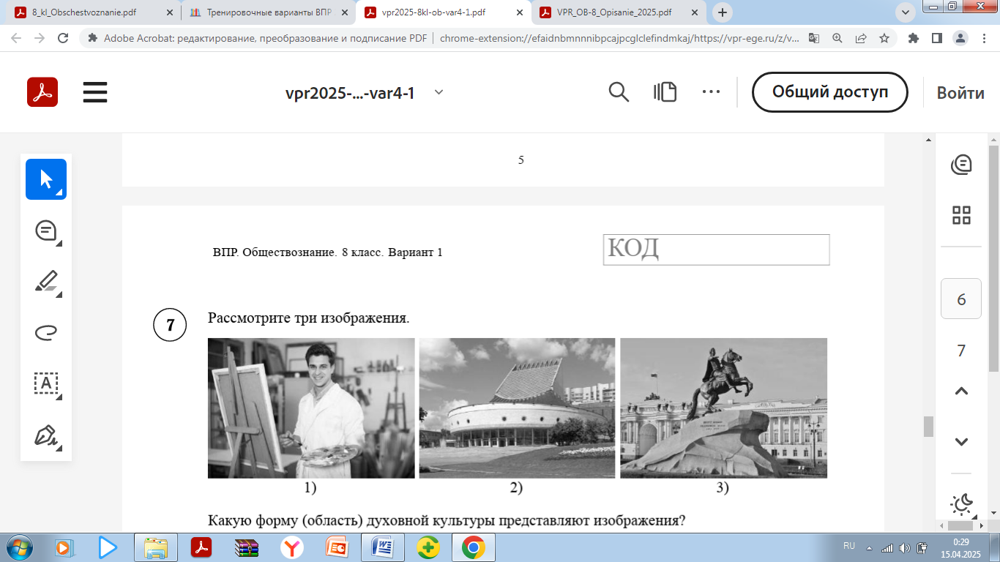 8_kl_Obschestvoznanie.pdf
Тренировочные варианты ВПР
vpr2025-8kl-ob-var4-1.pdf
VPR_OB-8_Opisanie_2025.pdf
Adobe Acrobat: редактирование, преобразование и подписание PDF
chrome-extension://efaidnbmnnnibpcajpcglclefindmkaj/https://vpr-ege.ru/z/v...
vpr2025-...-var4-1
Общий доступ
Войти
5
ВПР. Обществознание. 8 класс. Вариант 1
КОД
6
7
7 Рассмотрите три изображения.
1) 2) 3)
Какую форму (область) духовной культуры представляют изображения?
RU
0:29
15.04.2025